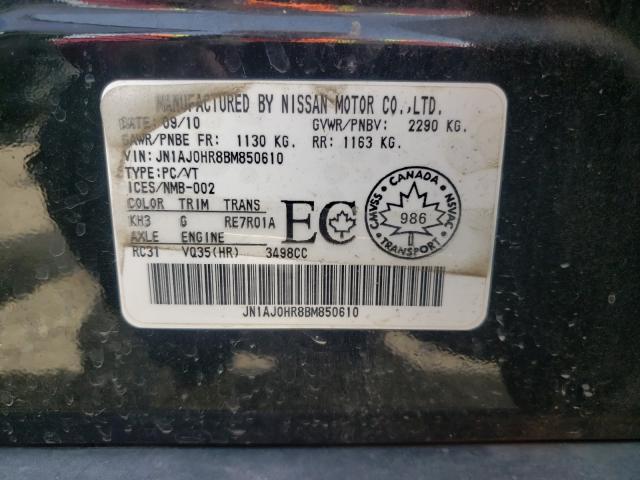 MANUFACTURED BY NISSAN MOTOR CO.,LTD.
DATE: 09/10 GVWR/PNBV: 2290 KG.
GAWR/PNBE FR: 1130 KG. RR: 1163 KG.
VIN: JN1AJ0HR8BM850610
TYPE:PC/VT
ICES/NMB-002
COLOR TRIM TRANS
KH3 G RE7R01A
AXLE ENGINE
RC31 VQ35(HR) 3498CC
EC
CANADA
CMVSS 986 NSVAC
TRANSPORT
JN1AJ0HR8BM850610